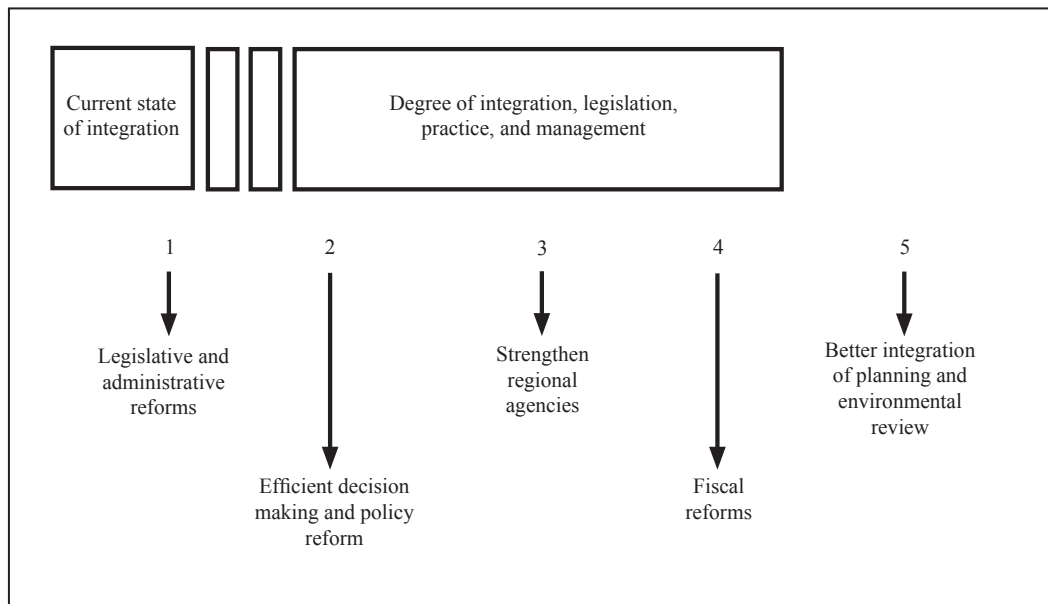 Current state
of integration
Degree of integration, legislation,
practice, and management
1
2
3
4
5
Legislative and
administrative
reforms
Efficient decision
making and policy
reform
Strengthen
regional
agencies
Fiscal
reforms
Better integration
of planning and
environmental
review